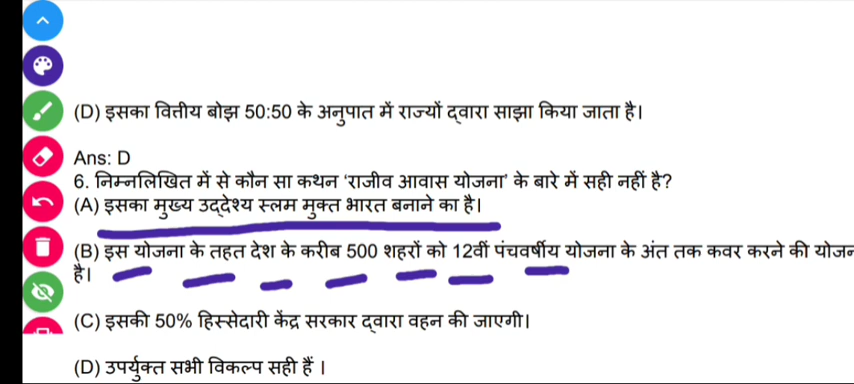 (D) इसका वित्तीय बोझ 50:50 के अनुपात में राज्यों द्वारा साझा किया जाता है।
Ans: D
6. निम्नलिखित में से कौन सा कथन 'राजीव आवास योजना' के बारे में सही नहीं है?
(A) इसका मुख्य उद्देश्य स्लम मुक्त भारत बनाने का है।
(B) इस योजना के तहत देश के करीब 500 शहरों को 12वीं पंचवर्षीय योजना के अंत तक कवर करने की
है।
(C) इसकी 50% हिस्सेदारी केंद्र सरकार द्वारा वहन की जाएगी।
(D) उपर्युक्त सभी विकल्प सही हैं ।